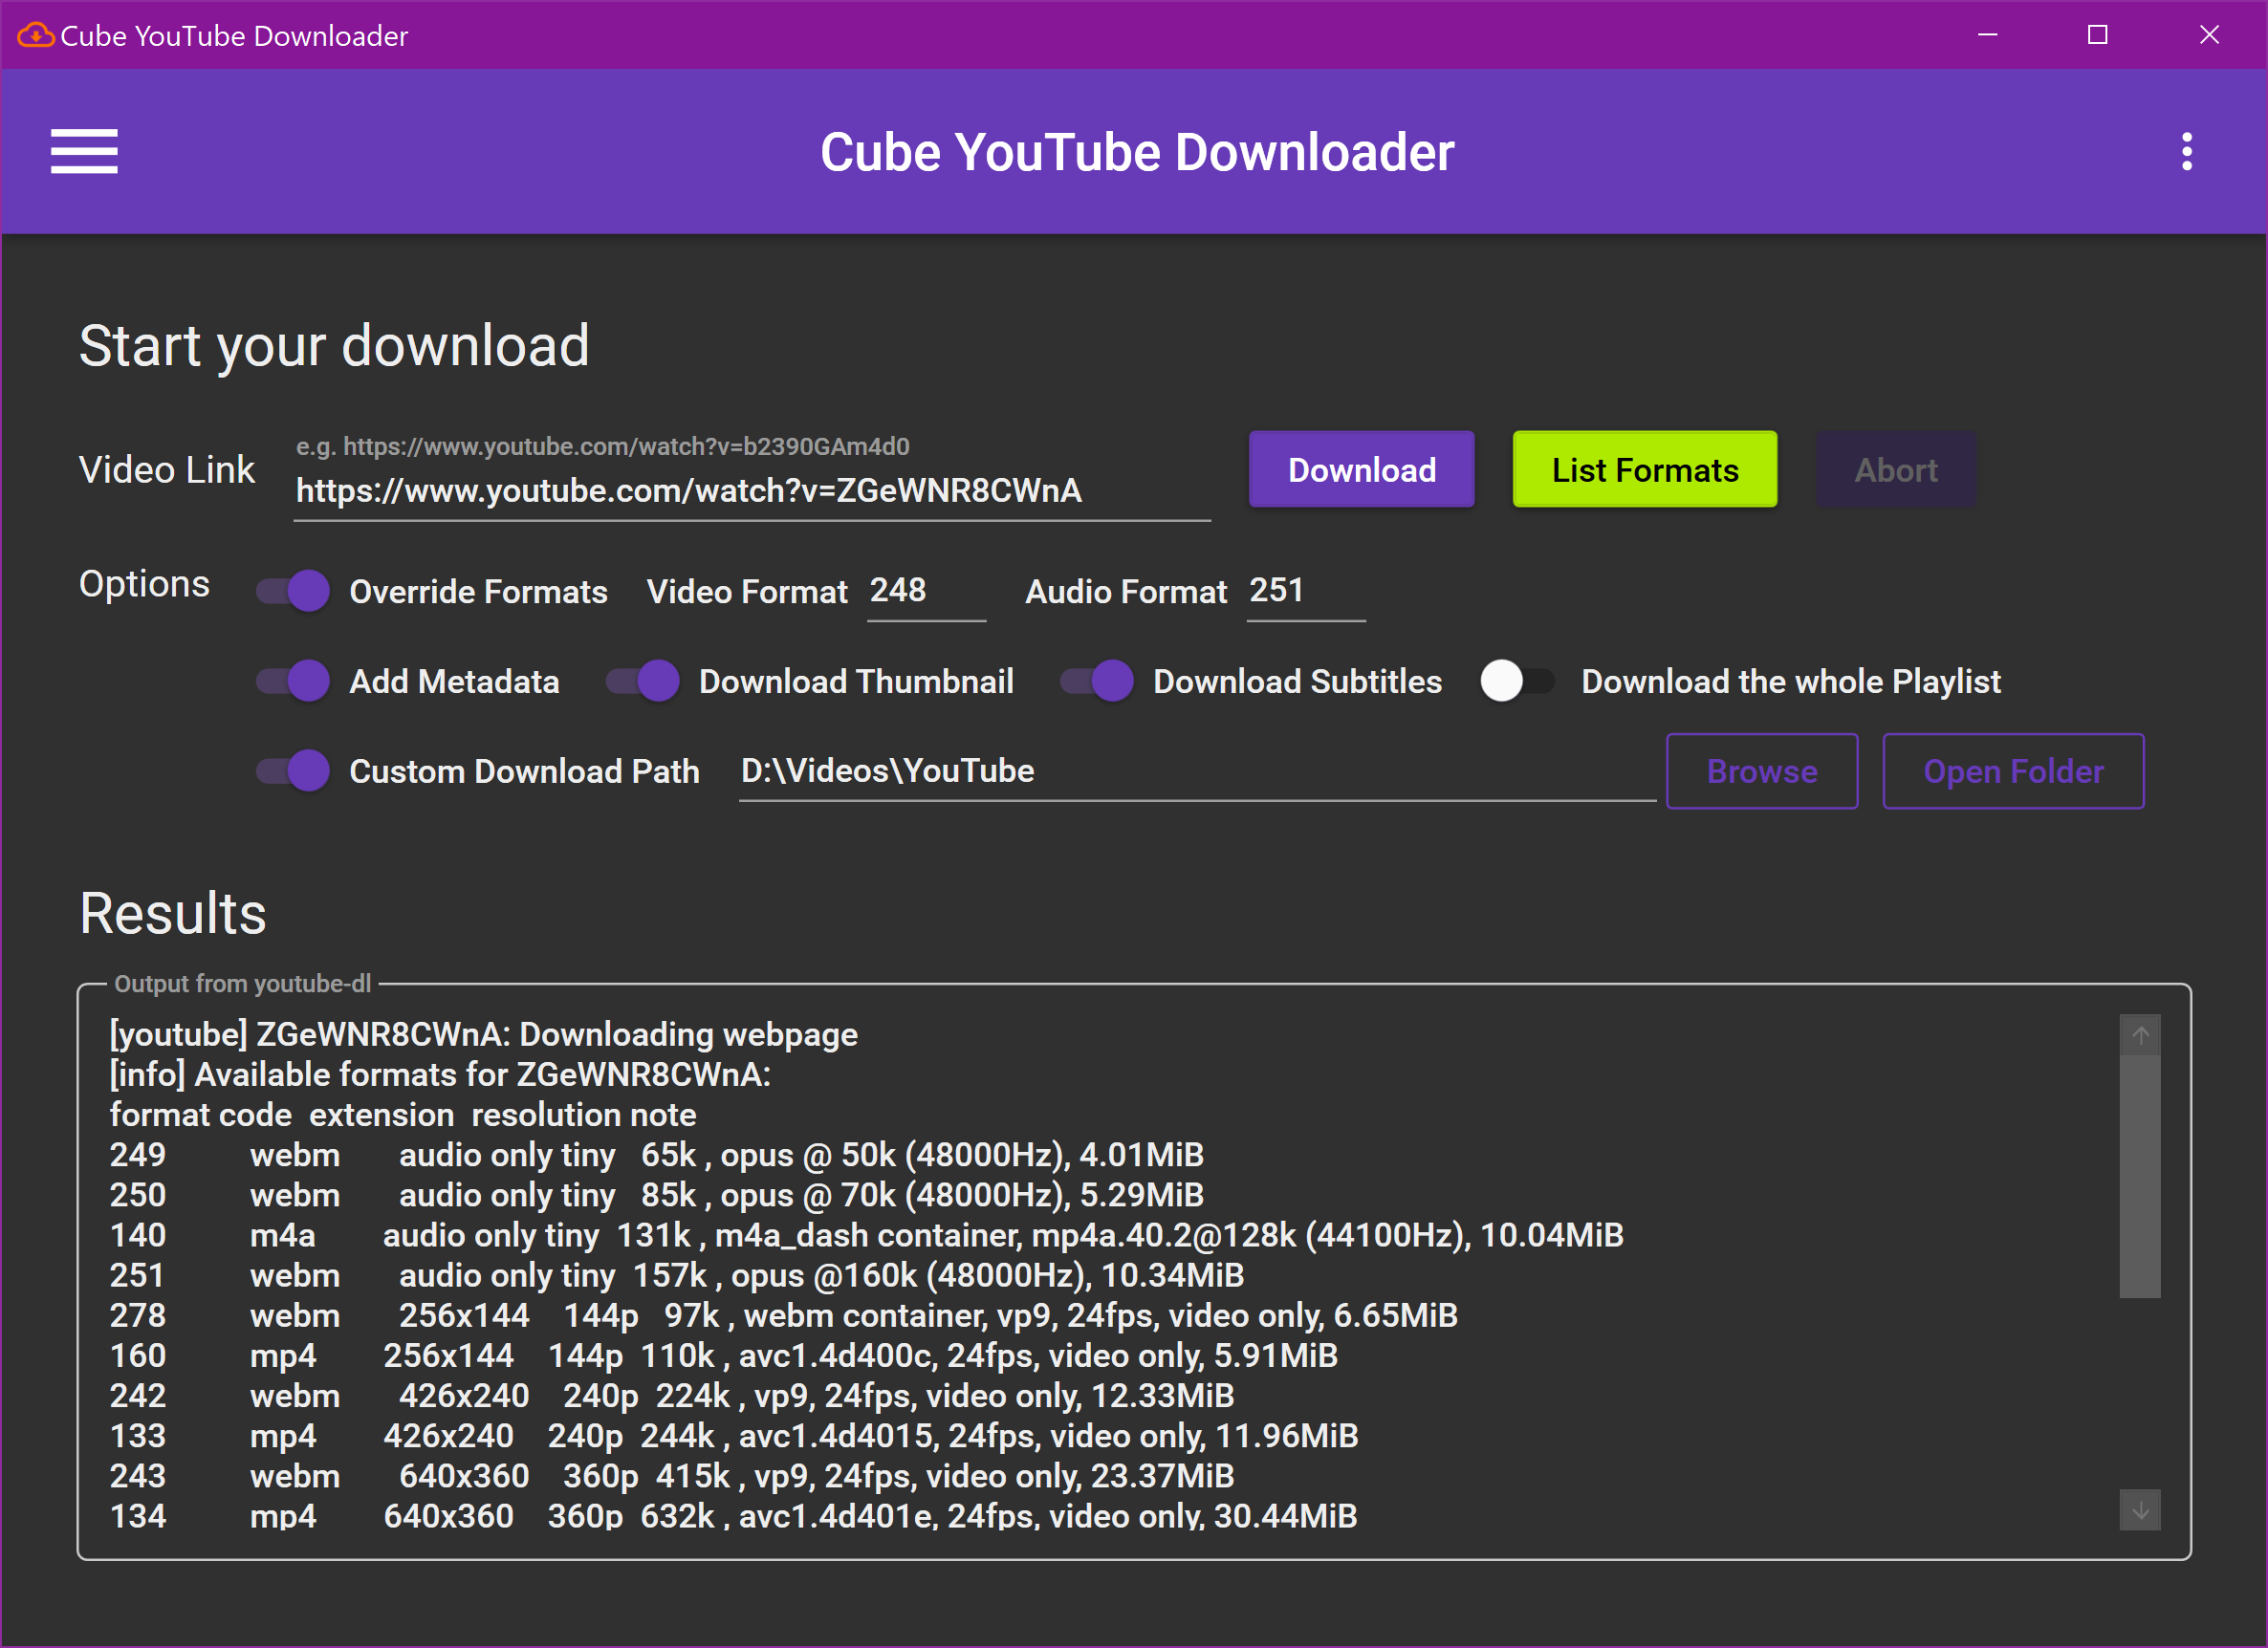 Cube YouTube Downloader
Cube YouTube Downloader
Start your download
Video Link
e.g. https://www.youtube.com/watch?v=b2390GAm4d0
https://www.youtube.com/watch?v=ZGeWNR8CWnA
Download List Formats Abort
Options Override Formats Video Format 248 Audio Format 251
Add Metadata Download Thumbnail Download Subtitles Download the whole Playlist
Custom Download Path D:\Videos\YouTube Browse Open Folder
Results
Output from youtube-dl
[youtube] ZGeWNR8CWnA: Downloading webpage
[info] Available formats for ZGeWNR8CWnA:
format code extension resolution note
249 webm audio only tiny 65k , opus @ 50k (48000Hz), 4.01MiB
250 webm audio only tiny 85k , opus @ 70k (48000Hz), 5.29MiB
140 m4a audio only tiny 131k , m4a_dash container, mp4a.40.2@128k (44100Hz), 10.04MiB
251 webm audio only tiny 157k , opus @160k (48000Hz), 10.34MiB
278 webm 256x144 144p 97k , webm container, vp9, 24fps, video only, 6.65MiB
160 mp4 256x144 144p 110k , avc1.4d400c, 24fps, video only, 5.91MiB
242 webm 426x240 240p 224k , vp9, 24fps, video only, 12.33MiB
133 mp4 426x240 240p 244k , avc1.4d4015, 24fps, video only, 11.96MiB
243 webm 640x360 360p 415k , vp9, 24fps, video only, 23.37MiB
134 mp4 640x360 360p 632k , avc1.4d401e, 24fps, video only, 30.44MiB